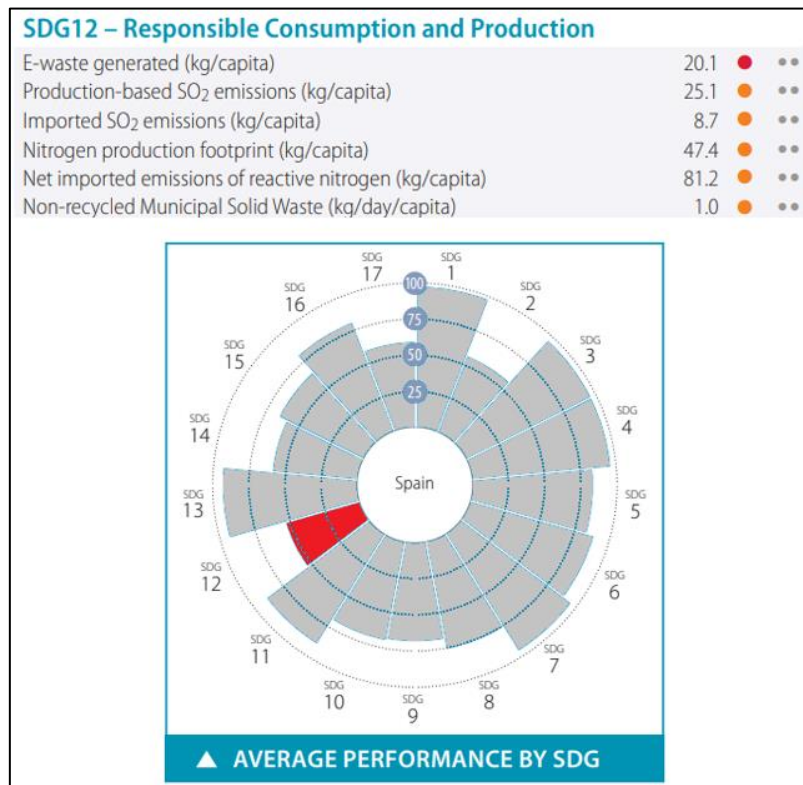 SDG12 – Responsible Consumption and Production
E-waste generated (kg/capita) 20.1 ● ••
Production-based SO₂ emissions (kg/capita) 25.1 ● ••
Imported SO₂ emissions (kg/capita) 8.7 ● ••
Nitrogen production footprint (kg/capita) 47.4 ● ••
Net imported emissions of reactive nitrogen (kg/capita) 81.2 ● ••
Non-recycled Municipal Solid Waste (kg/day/capita) 1.0 ● ••
SDG 1
SDG 2
SDG 3
SDG 4
SDG 5
SDG 6
SDG 7
SDG 8
SDG 9
SDG 10
SDG 11
SDG 12
SDG 13
SDG 14
SDG 15
SDG 16
SDG 17
100
75
50
25
Spain
▲ AVERAGE PERFORMANCE BY SDG